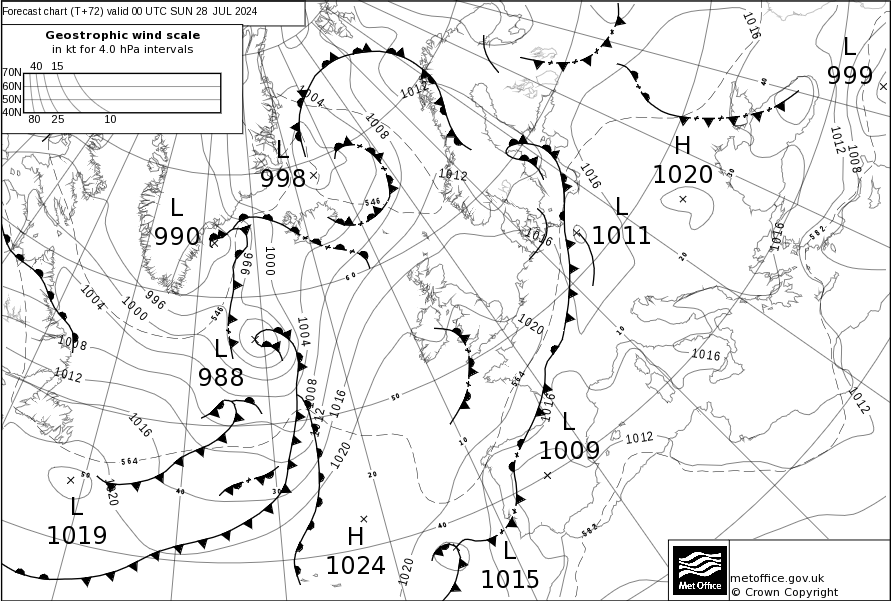 Forecast chart (T+72) valid 00 UTC SUN 28 JUL 2024
Geostrophic wind scale
in kt for 4.0 hPa intervals
40 15
70N
60N
50N
40N
80 25 10
1016
L
999
40
1004
1012
1008
1012
1008
H
1020
L
998
1012
1016
30
546
L
990
L
1011
1016
1016
582
20
996
1000
60
1004
996
1000
546
1004
1020
10
1008
L
988
1016
1012
564
1008
1016
50
1012
1016
1012
1016
L
1009
1012
10
1020
564
50
20
1020
40
30
L
1019
H
1024
40
582
L
1015
1020
Met Office
metoffice.gov.uk
© Crown Copyright